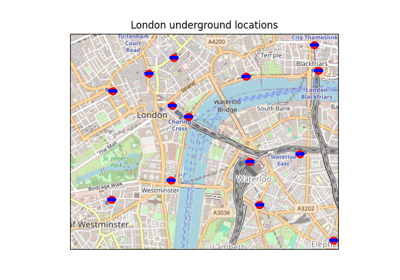 London underground locations
Tottenham
Court
Road
A4200
City Thameslink
Temple
Blackfriars
Strand
London
Blackfriars
Waterloo
Bridge
South Bank
London
Charing
Cross
The Mall
St. James's
Park
Waterloo
East
Waterloo
Birdcage Walk
Westminster
A3036
A3202
of Westminster
Lambeth
Eleph